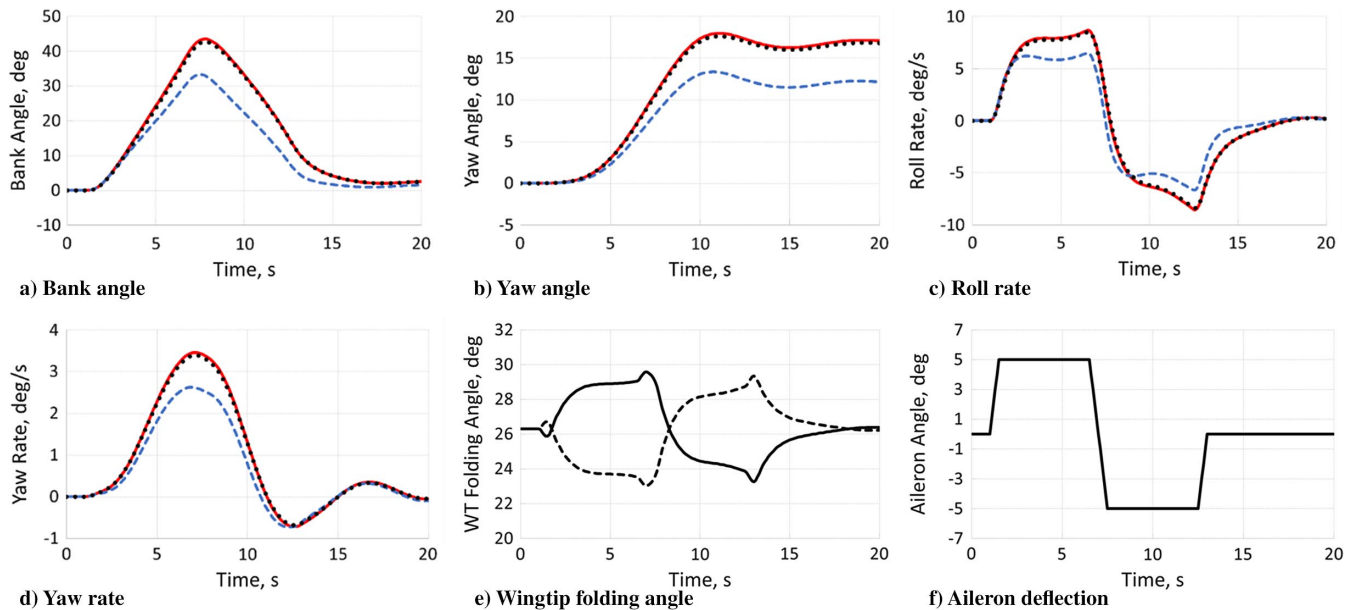 50
40
30
20
10
0
-10
Bank Angle, deg
0 5 10 15 20
Time, s
a) Bank angle
20
15
10
5
0
-5
Yaw Angle, deg
0 5 10 15 20
Time, s
b) Yaw angle
10
5
0
-5
-10
Roll Rate, deg/s
0 5 10 15 20
Time, s
c) Roll rate
4
3
2
1
0
-1
Yaw Rate, deg/s
0 5 10 15 20
Time, s
d) Yaw rate
32
30
28
26
24
22
20
WT Folding Angle, deg
0 5 10 15 20
Time, s
e) Wingtip folding angle
7
5
3
1
-1
-3
-5
-7
Aileron Angle, deg
0 5 10 15 20
Time, s
f) Aileron deflection